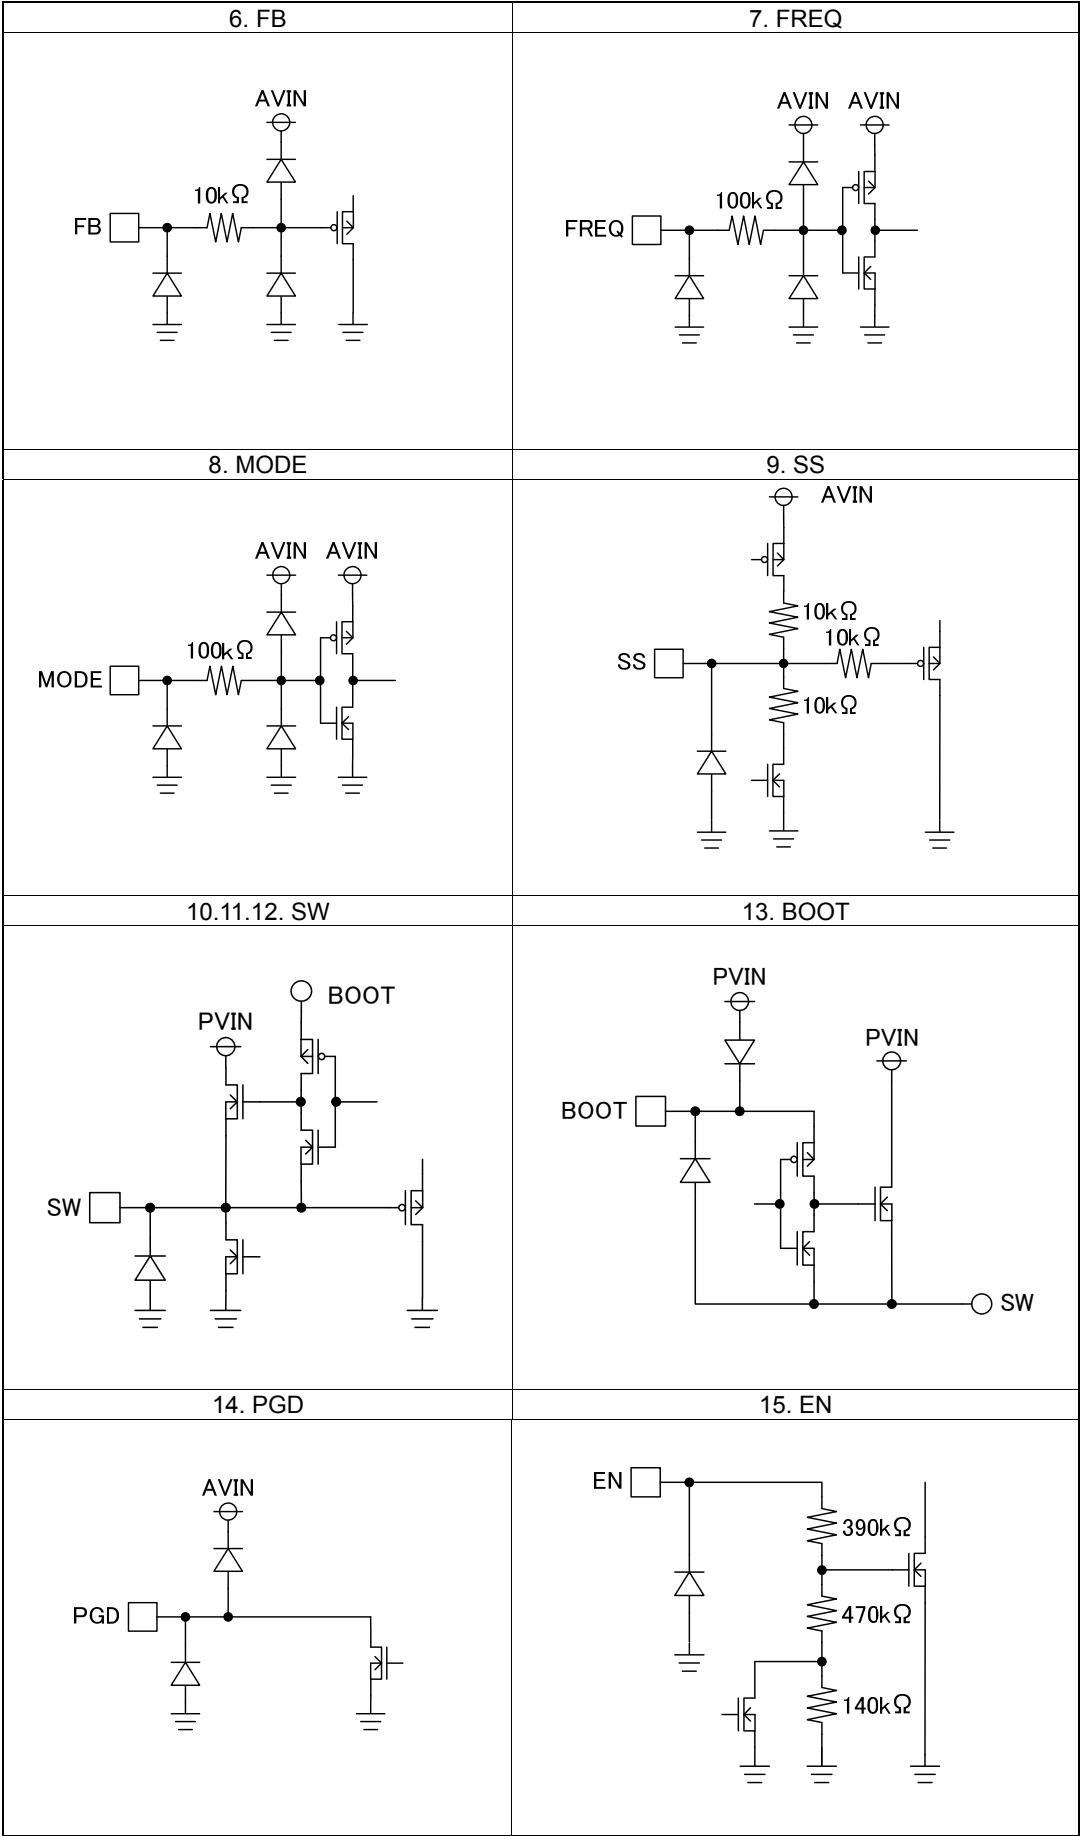 6. FB
7. FREQ
AVIN
10kΩ
FB
AVIN AVIN
100kΩ
FREQ
8. MODE
9. SS
AVIN AVIN
100kΩ
MODE
AVIN
10kΩ
10kΩ
SS
10kΩ
10.11.12. SW
13. BOOT
BOOT
PVIN
SW
PVIN
PVIN
BOOT
SW
14. PGD
15. EN
AVIN
PGD
EN
390kΩ
470kΩ
140kΩ